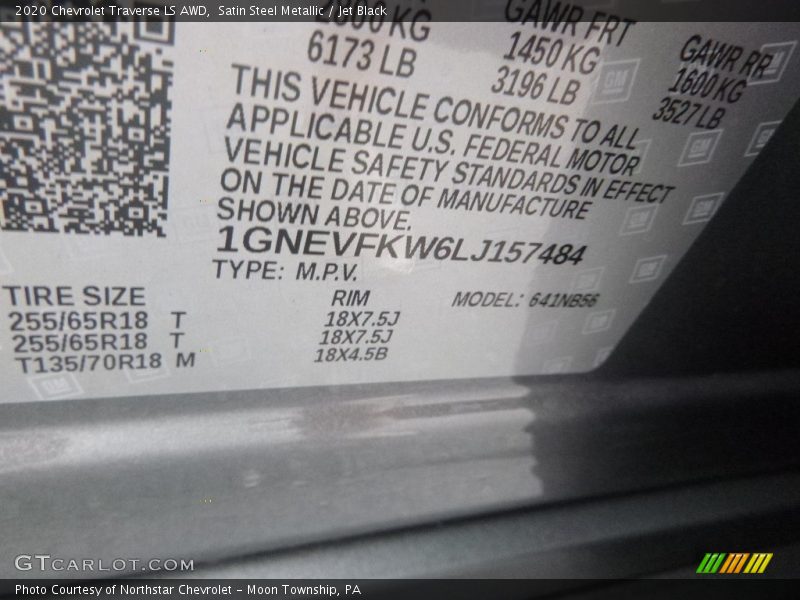 2020 Chevrolet Traverse LS AWD, Satin Steel Metallic / Jet Black
KG GAWR FRT GAWR RR
6173 LB 1450 KG 1600 KG
3196 LB 3527 LB
THIS VEHICLE CONFORMS TO ALL
APPLICABLE U.S. FEDERAL MOTOR
VEHICLE SAFETY STANDARDS IN EFFECT
ON THE DATE OF MANUFACTURE
SHOWN ABOVE.
1GNEVFKW6LJ157484
TYPE: M.P.V.
TIRE SIZE RIM MODEL: 641NB56
255/65R18 T 18X7.5J
255/65R18 T 18X7.5J
T135/70R18 M 18X4.5B
GTCARLOT.COM
Photo Courtesy of Northstar Chevrolet - Moon Township, PA